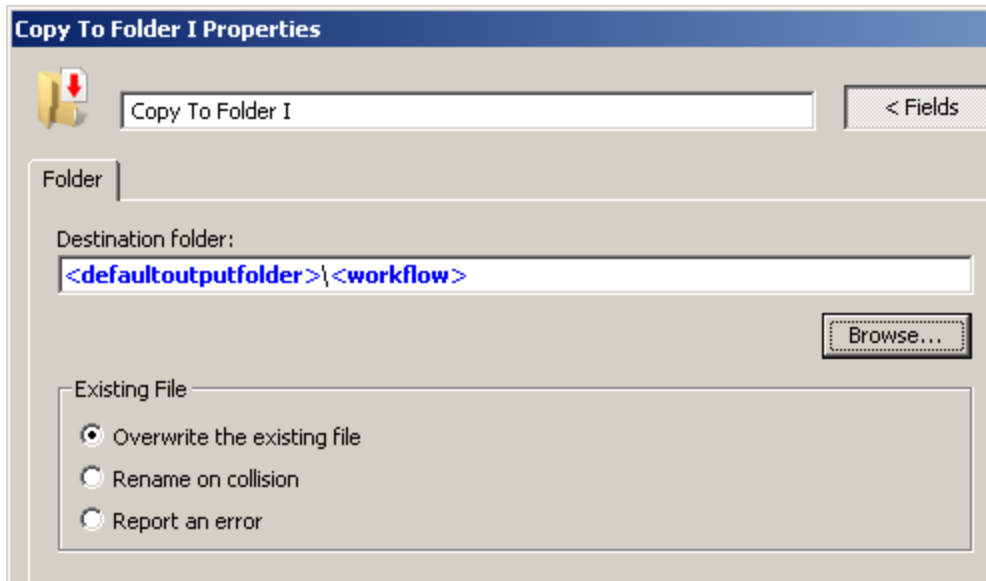 Copy To Folder I Properties
Copy To Folder I
< Fields
Folder
Destination folder:
<defaultoutputfolder>\<workflow>
Browse...
Existing File
Overwrite the existing file
Rename on collision
Report an error